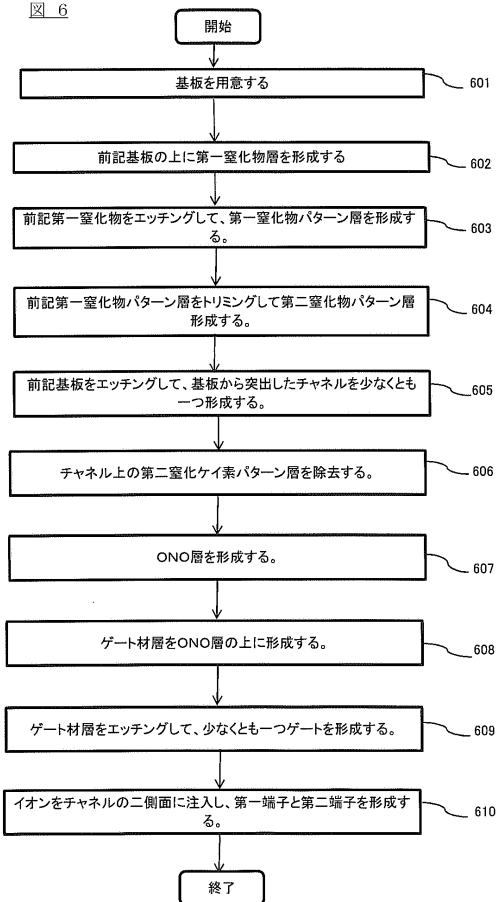 図 6
開始
基板を用意する
601
前記基板の上に第一窒化物層を形成する
602
前記第一窒化物をエッチングして、第一窒化物パターン層を形成す
る。
603
前記第一窒化物パターン層をトリミングして第二窒化物パターン層
形成する。
604
前記基板をエッチングして、基板から突出したチャネルを少なくとも
一つ形成する。
605
チャネル上の第二窒化ケイ素パターン層を除去する。
606
ONO層を形成する。
607
ゲート材層をONO層の上に形成する。
608
ゲート材層をエッチングして、少なくとも一つゲートを形成する。
609
イオンをチャネルの二側面に注入し、第一端子と第二端子を形成す
る。
610
終了